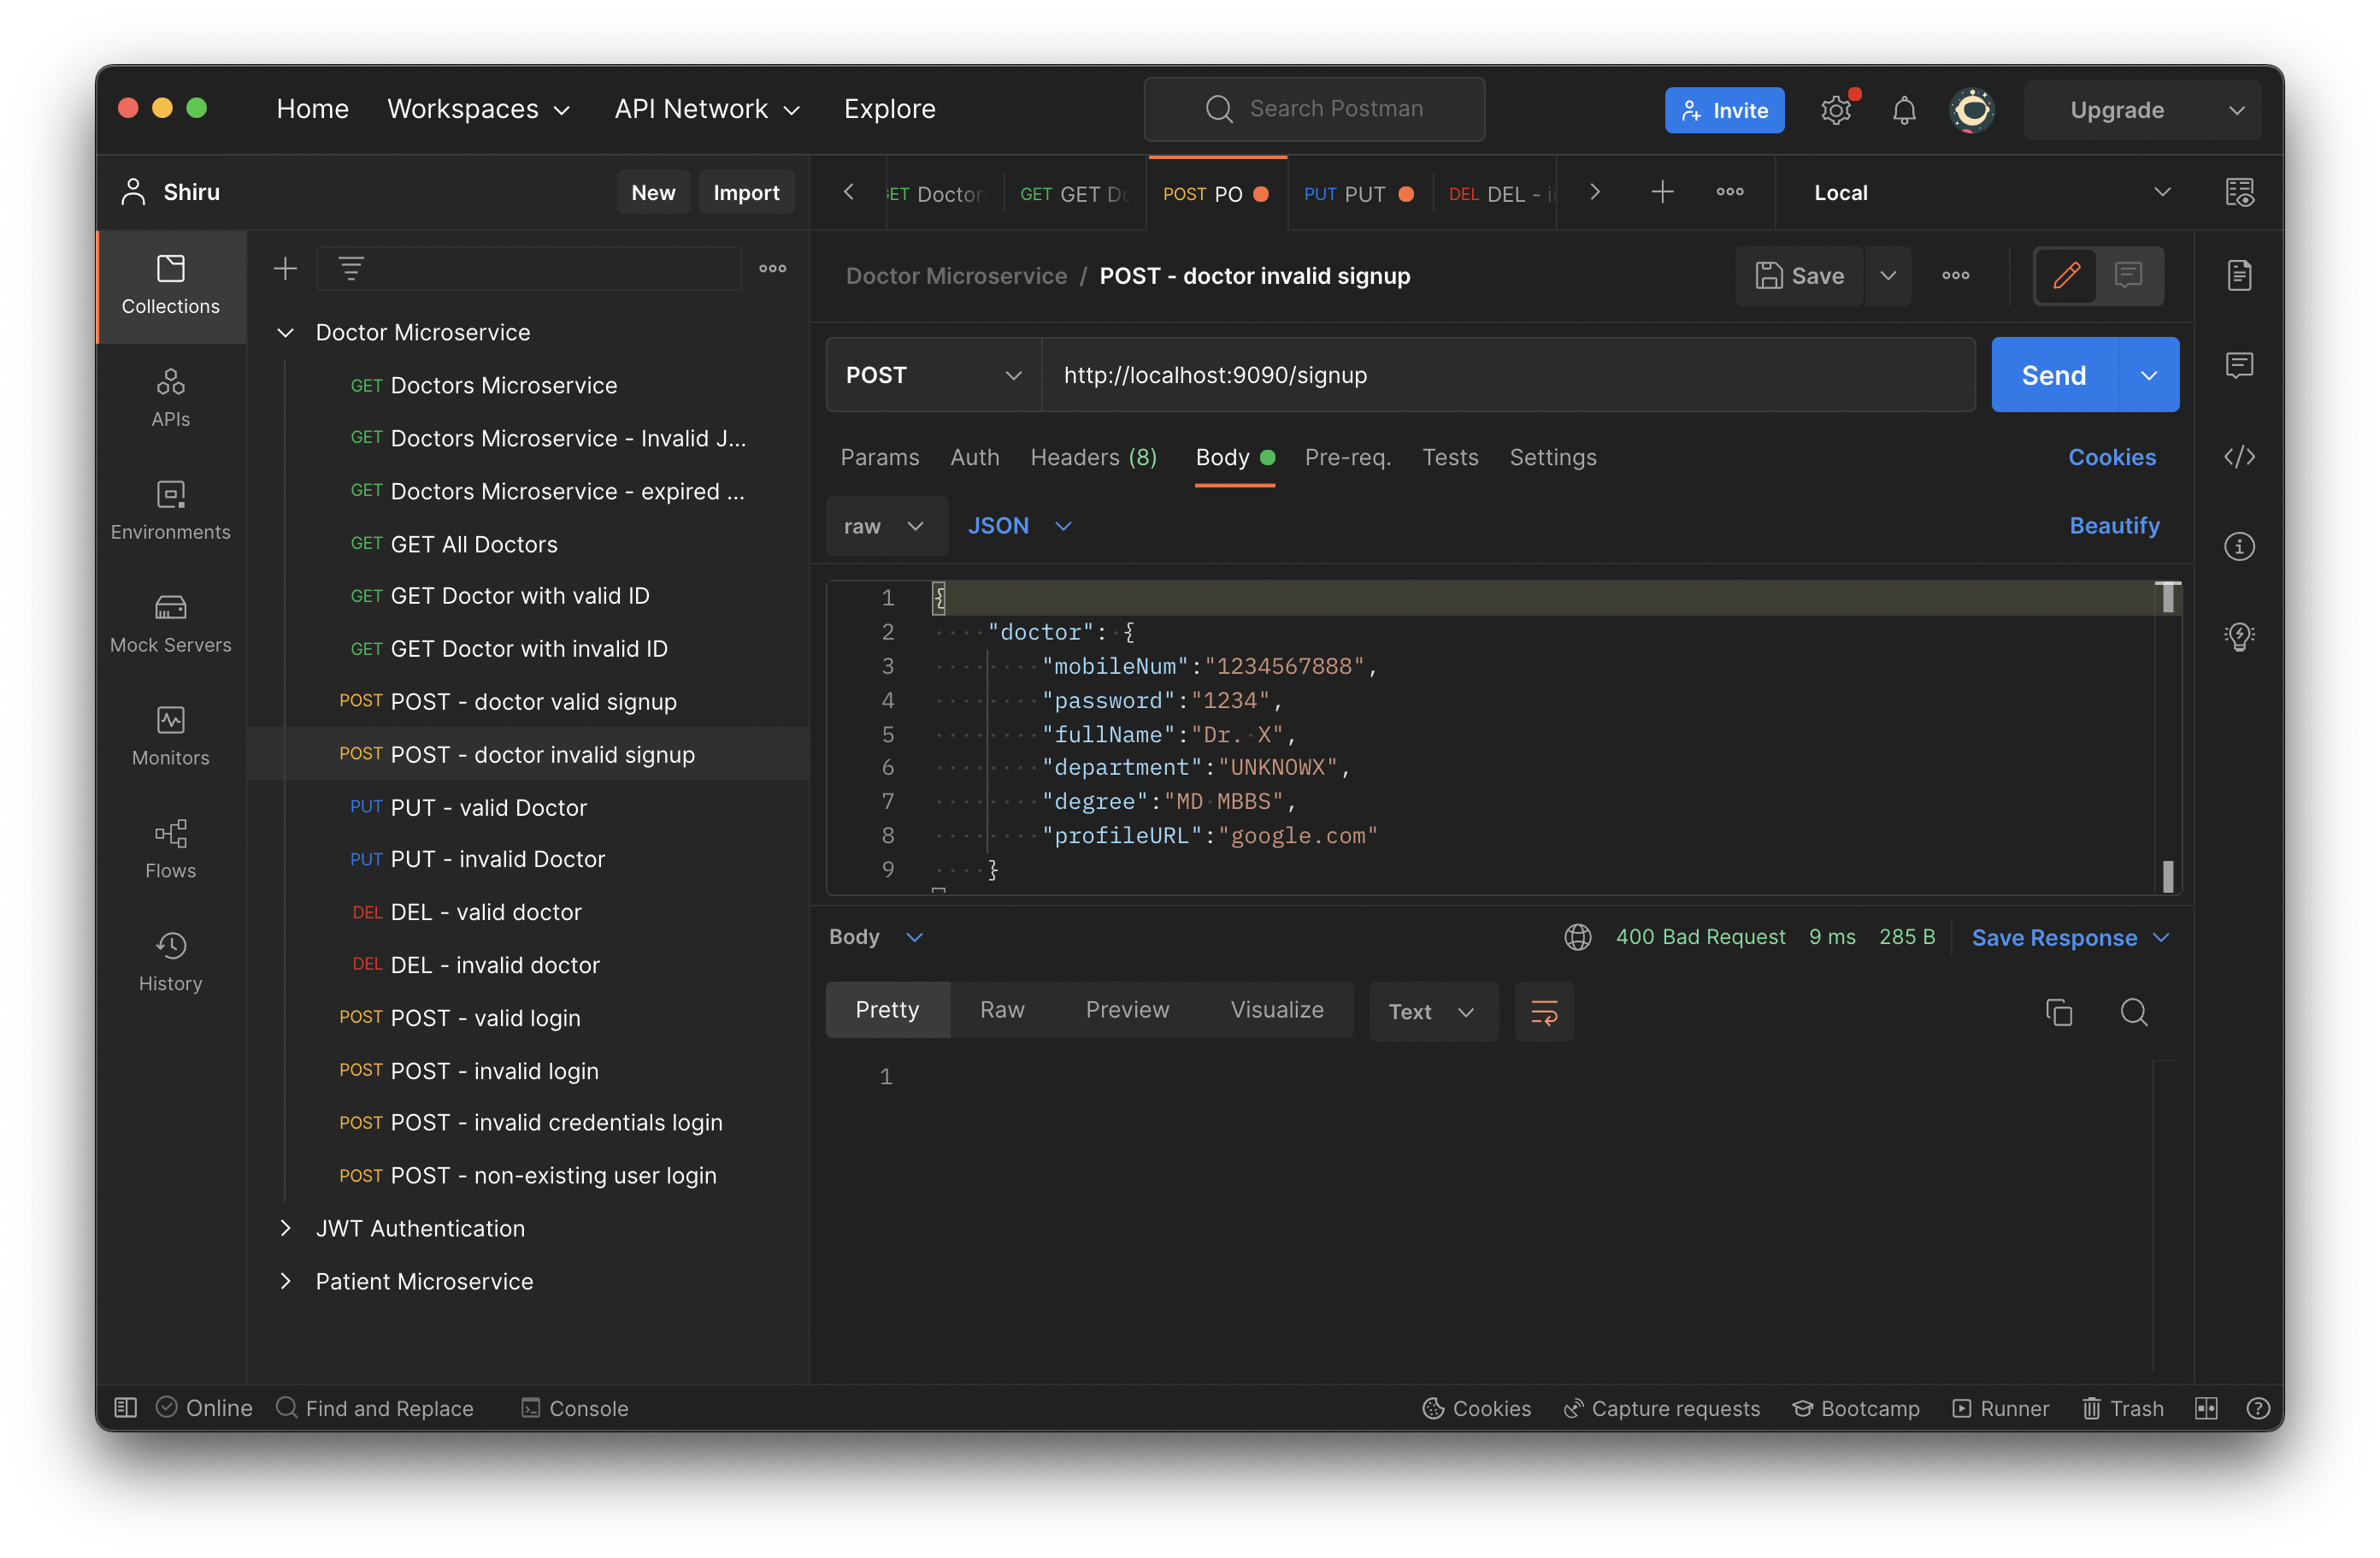 Home Workspaces API Network Explore Search Postman Invite Upgrade
Shiru New Import
GET Doctor GET GET Do POST PO PUT PUT DEL DEL - i Local
Collections
APIs
Environments
Mock Servers
Monitors
Flows
History
Doctor Microservice
GET Doctors Microservice
GET Doctors Microservice - Invalid J...
GET Doctors Microservice - expired ...
GET GET All Doctors
GET GET Doctor with valid ID
GET GET Doctor with invalid ID
POST POST - doctor valid signup
POST POST - doctor invalid signup
PUT PUT - valid Doctor
PUT PUT - invalid Doctor
DEL DEL - valid doctor
DEL DEL - invalid doctor
POST POST - valid login
POST POST - invalid login
POST POST - invalid credentials login
POST POST - non-existing user login
JWT Authentication
Patient Microservice
Doctor Microservice / POST - doctor invalid signup Save
POST http://localhost:9090/signup Send
Params Auth Headers (8) Body Pre-req. Tests Settings Cookies
raw JSON Beautify
1 {
2 "doctor": {
3 "mobileNum":"1234567888",
4 "password":"1234",
5 "fullName":"Dr. X",
6 "department":"UNKNOWX",
7 "degree":"MD MBBS",
8 "profileURL":"google.com"
9 }
Body 400 Bad Request 9 ms 285 B Save Response
Pretty Raw Preview Visualize Text
1
Online Find and Replace Console Cookies Capture requests Bootcamp Runner Trash